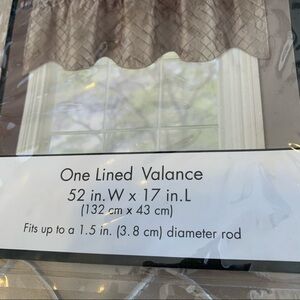 One Lined Valance
52 in.W x 17 in.L
(132 cm x 43 cm)
Fits up to a 1.5 in. (3.8 cm) diameter rod